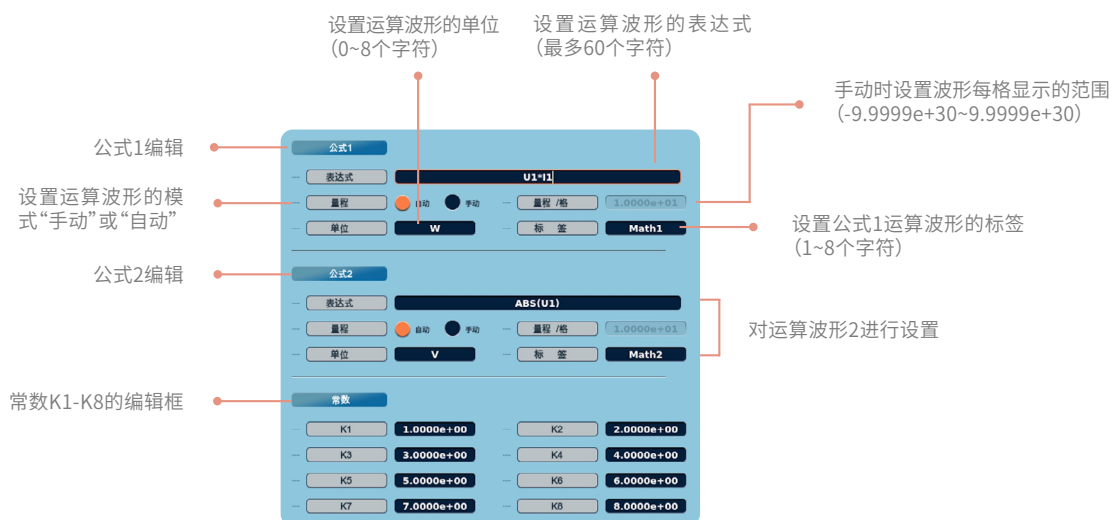 设置运算波形的单位
（0~8个字符）
设置运算波形的表达式
（最多60个字符）
手动时设置波形每格显示的范围
（-9.9999e+30~9.9999e+30）
公式1编辑
公式1
表达式 U1*I1
设置运算波形的模
式“手动”或“自动”
量程 自动 手动 量程 /格 1.0000e+01
单位 W 标 签 Math1
设置公式1运算波形的标签
（1~8个字符）
公式2编辑
公式2
表达式 ABS(U1)
量程 自动 手动 量程 /格 1.0000e+01
单位 V 标 签 Math2
对运算波形2进行设置
常数K1-K8的编辑框
常数
K1 1.0000e+00 K2 2.0000e+00
K3 3.0000e+00 K4 4.0000e+00
K5 5.0000e+00 K6 6.0000e+00
K7 7.0000e+00 K8 8.0000e+00